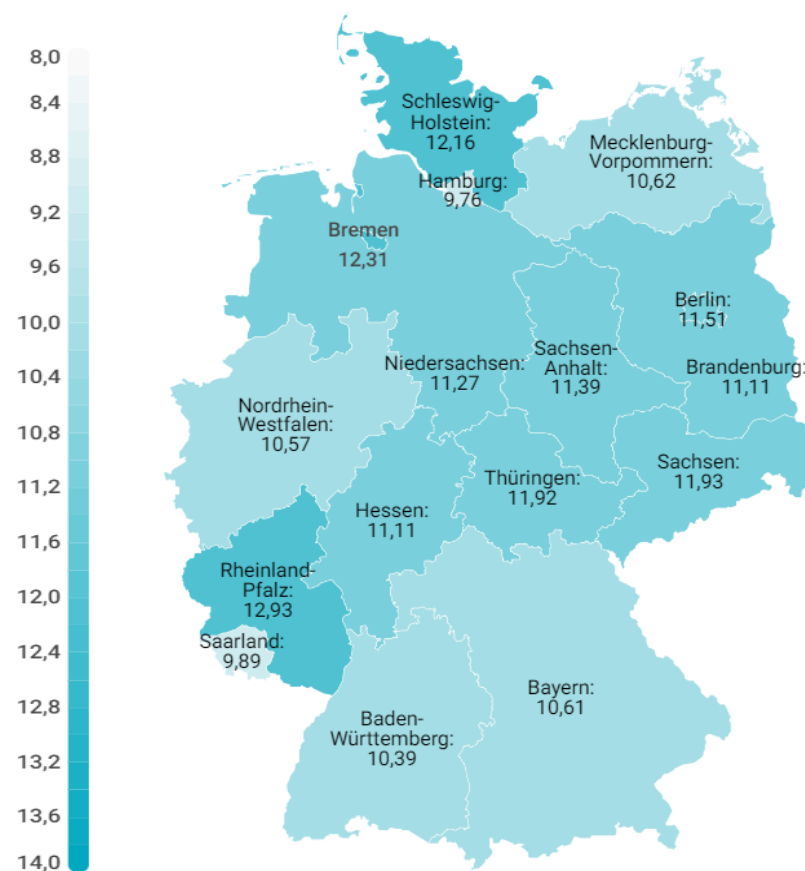 8,0
8,4
8,8
9,2
9,6
10,0
10,4
10,8
11,2
11,6
12,0
12,4
12,8
13,2
13,6
14,0
Schleswig-
Holstein:
12,16
Mecklenburg-
Vorpommern:
10,62
Hamburg:
9,76
Bremen
12,31
Berlin:
11,51
Niedersachsen:
11,27
Sachsen-
Anhalt:
11,39
Brandenburg:
11,11
Nordrhein-
Westfalen:
10,57
Hessen:
11,11
Thüringen:
11,92
Sachsen:
11,93
Rheinland-
Pfalz:
12,93
Saarland:
9,89
Baden-
Württemberg:
10,39
Bayern:
10,61